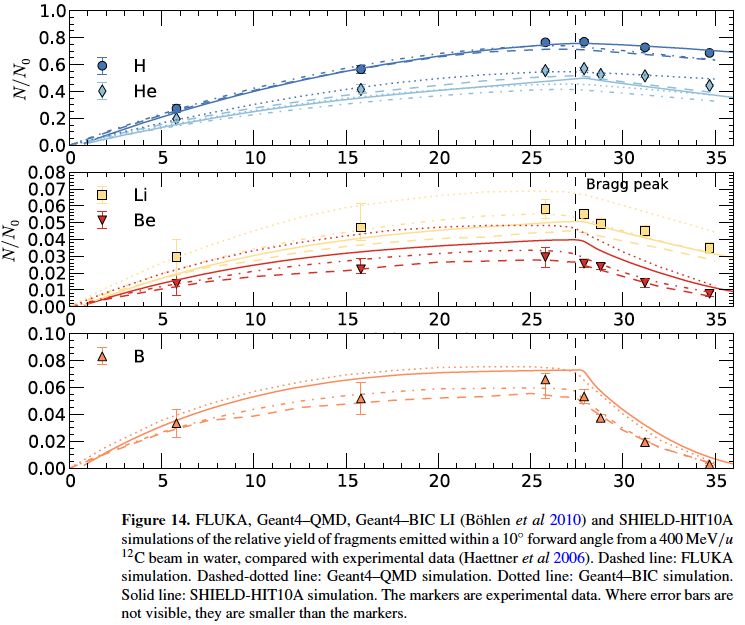 1.0
0.8
0.6
0.4
0.2
0.0
N/N0
H
He
0 5 10 15 20 25 30 35
0.08
0.07
0.06
0.05
0.04
0.03
0.02
0.01
0.00
N/N0
Li
Be
Bragg peak
0 5 10 15 20 25 30 35
0.10
0.08
0.06
0.04
0.02
0.00
B
0 5 10 15 20 25 30 35
Figure 14. FLUKA, Geant4–QMD, Geant4–BIC LI (Böhlen et al 2010) and SHIELD-HIT10A
simulations of the relative yield of fragments emitted within a 10° forward angle from a 400 MeV/u
12C beam in water, compared with experimental data (Haettner et al 2006). Dashed line: FLUKA
simulation. Dashed-dotted line: Geant4–QMD simulation. Dotted line: Geant4–BIC simulation.
Solid line: SHIELD-HIT10A simulation. The markers are experimental data. Where error bars are
not visible, they are smaller than the markers.